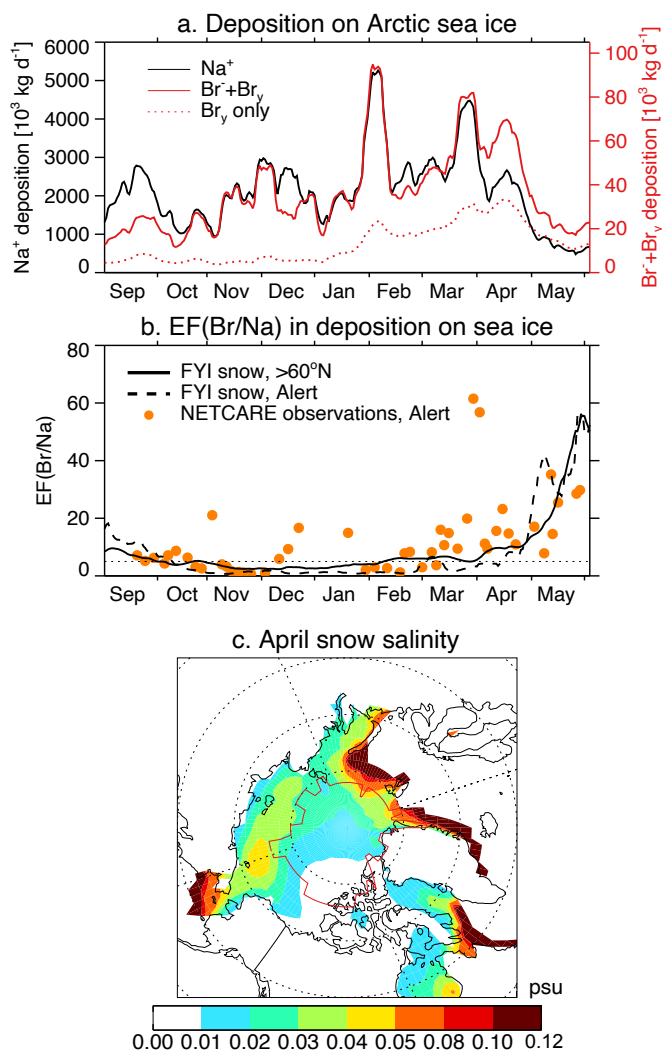 a. Deposition on Arctic sea ice
Na⁺ deposition [10³ kg d⁻¹]
6000
5000
4000
3000
2000
1000
0
Na⁺
Br⁻+Brᵧ
Brᵧ only
100
80
60
40
20
0
Br⁻+Brᵧ deposition [10³ kg d⁻¹]
Sep Oct Nov Dec Jan Feb Mar Apr May
b. EF(Br/Na) in deposition on sea ice
EF(Br/Na)
80
60
40
20
0
FYI snow, >60°N
FYI snow, Alert
NETCARE observations, Alert
Sep Oct Nov Dec Jan Feb Mar Apr May
c. April snow salinity
psu
0.00 0.01 0.02 0.03 0.04 0.05 0.08 0.10 0.12